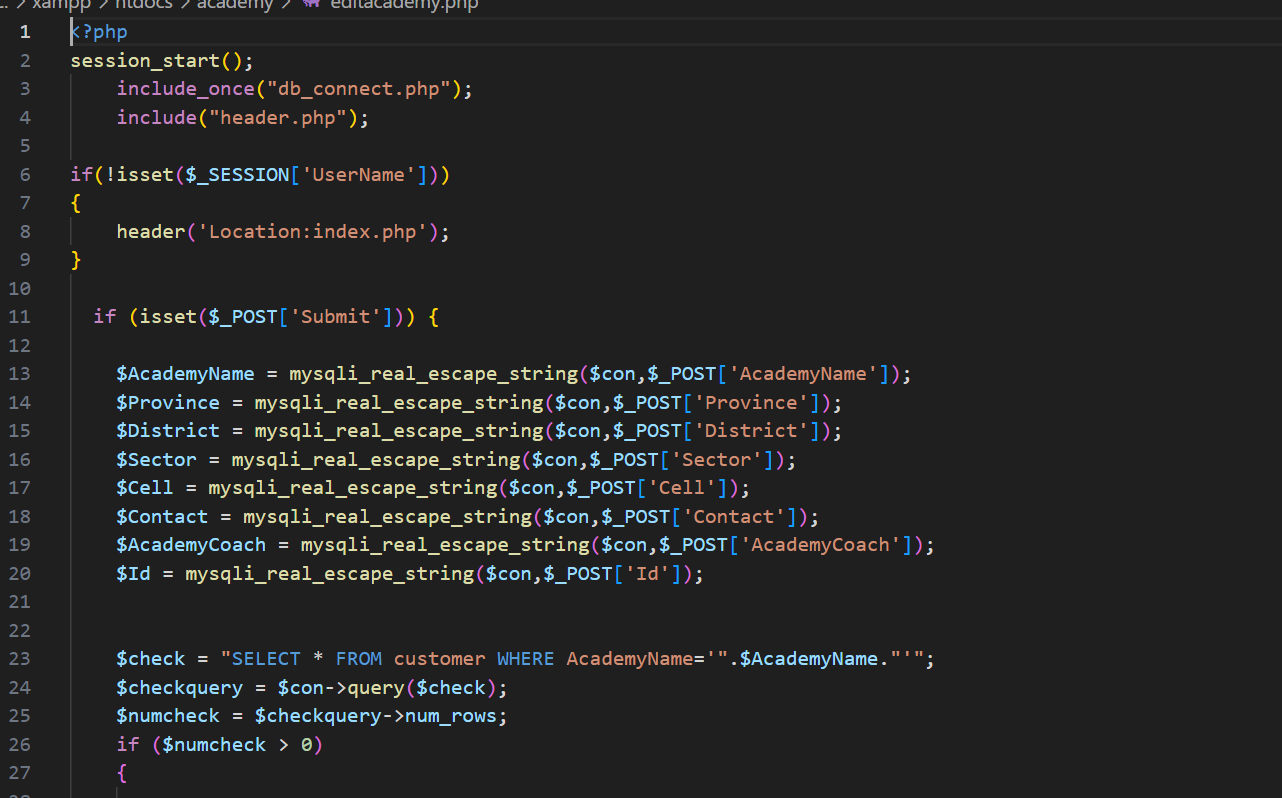 xampp > htdocs > academy > editacademy.php
1 <?php
2 session_start();
3     include_once("db_connect.php");
4     include("header.php");
5
6 if(!isset($_SESSION['UserName']))
7 {
8     header('Location:index.php');
9 }
10
11   if (isset($_POST['Submit'])) {
12
13     $AcademyName = mysqli_real_escape_string($con,$_POST['AcademyName']);
14     $Province = mysqli_real_escape_string($con,$_POST['Province']);
15     $District = mysqli_real_escape_string($con,$_POST['District']);
16     $Sector = mysqli_real_escape_string($con,$_POST['Sector']);
17     $Cell = mysqli_real_escape_string($con,$_POST['Cell']);
18     $Contact = mysqli_real_escape_string($con,$_POST['Contact']);
19     $AcademyCoach = mysqli_real_escape_string($con,$_POST['AcademyCoach']);
20     $Id = mysqli_real_escape_string($con,$_POST['Id']);
21
22
23     $check = "SELECT * FROM customer WHERE AcademyName='".$AcademyName."'";
24     $checkquery = $con->query($check);
25     $numcheck = $checkquery->num_rows;
26     if ($numcheck > 0)
27     {